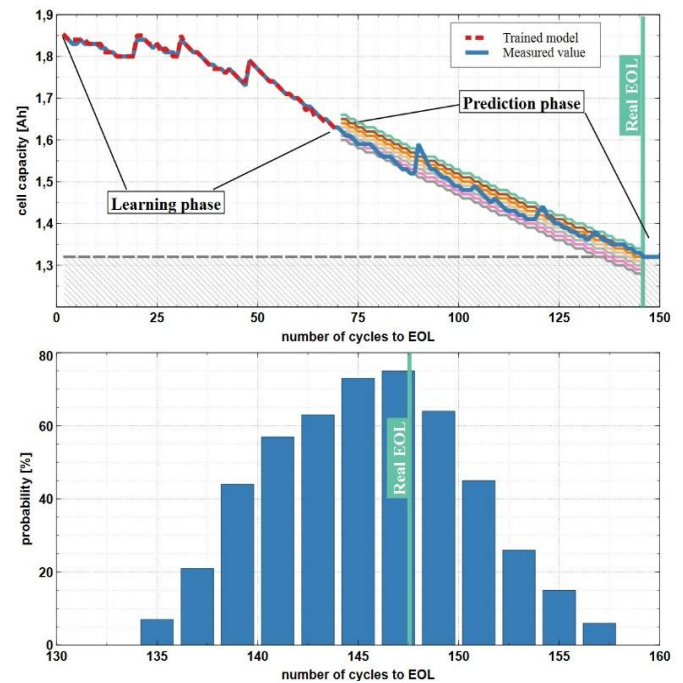 1,9
1,8
1,7
1,6
1,5
1,4
1,3
cell capacity [Ah]
Trained model
Measured value
Prediction phase
Learning phase
Real EOL
0 25 50 75 100 125 150
number of cycles to EOL
80
60
40
20
0
probability [%]
Real EOL
130 135 140 145 150 155 160
number of cycles to EOL